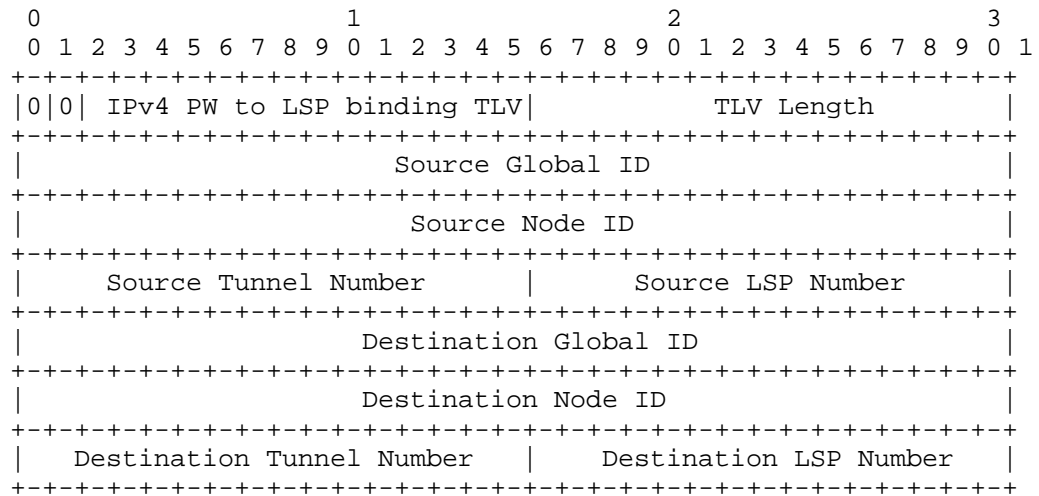 0                   1                   2                   3
0 1 2 3 4 5 6 7 8 9 0 1 2 3 4 5 6 7 8 9 0 1 2 3 4 5 6 7 8 9 0 1
+-+-+-+-+-+-+-+-+-+-+-+-+-+-+-+-+-+-+-+-+-+-+-+-+-+-+-+-+-+-+-+
|0|0| IPv4 PW to LSP binding TLV|          TLV Length          |
+-+-+-+-+-+-+-+-+-+-+-+-+-+-+-+-+-+-+-+-+-+-+-+-+-+-+-+-+-+-+-+
|                       Source Global ID                       |
+-+-+-+-+-+-+-+-+-+-+-+-+-+-+-+-+-+-+-+-+-+-+-+-+-+-+-+-+-+-+-+
|                        Source Node ID                        |
+-+-+-+-+-+-+-+-+-+-+-+-+-+-+-+-+-+-+-+-+-+-+-+-+-+-+-+-+-+-+-+
|     Source Tunnel Number      |      Source LSP Number       |
+-+-+-+-+-+-+-+-+-+-+-+-+-+-+-+-+-+-+-+-+-+-+-+-+-+-+-+-+-+-+-+
|                     Destination Global ID                    |
+-+-+-+-+-+-+-+-+-+-+-+-+-+-+-+-+-+-+-+-+-+-+-+-+-+-+-+-+-+-+-+
|                     Destination Node ID                      |
+-+-+-+-+-+-+-+-+-+-+-+-+-+-+-+-+-+-+-+-+-+-+-+-+-+-+-+-+-+-+-+
|   Destination Tunnel Number   |    Destination LSP Number    |
+-+-+-+-+-+-+-+-+-+-+-+-+-+-+-+-+-+-+-+-+-+-+-+-+-+-+-+-+-+-+-+